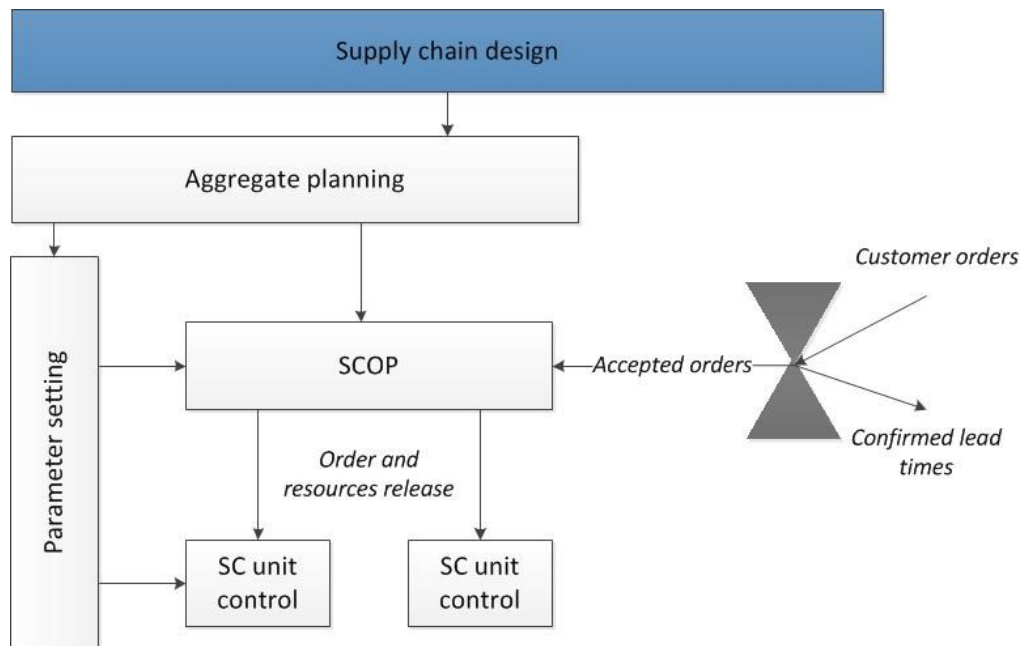 Supply chain design
Aggregate planning
Customer orders
Parameter setting
SCOP
Accepted orders
Confirmed lead
times
Order and
resources release
SC unit
control
SC unit
control